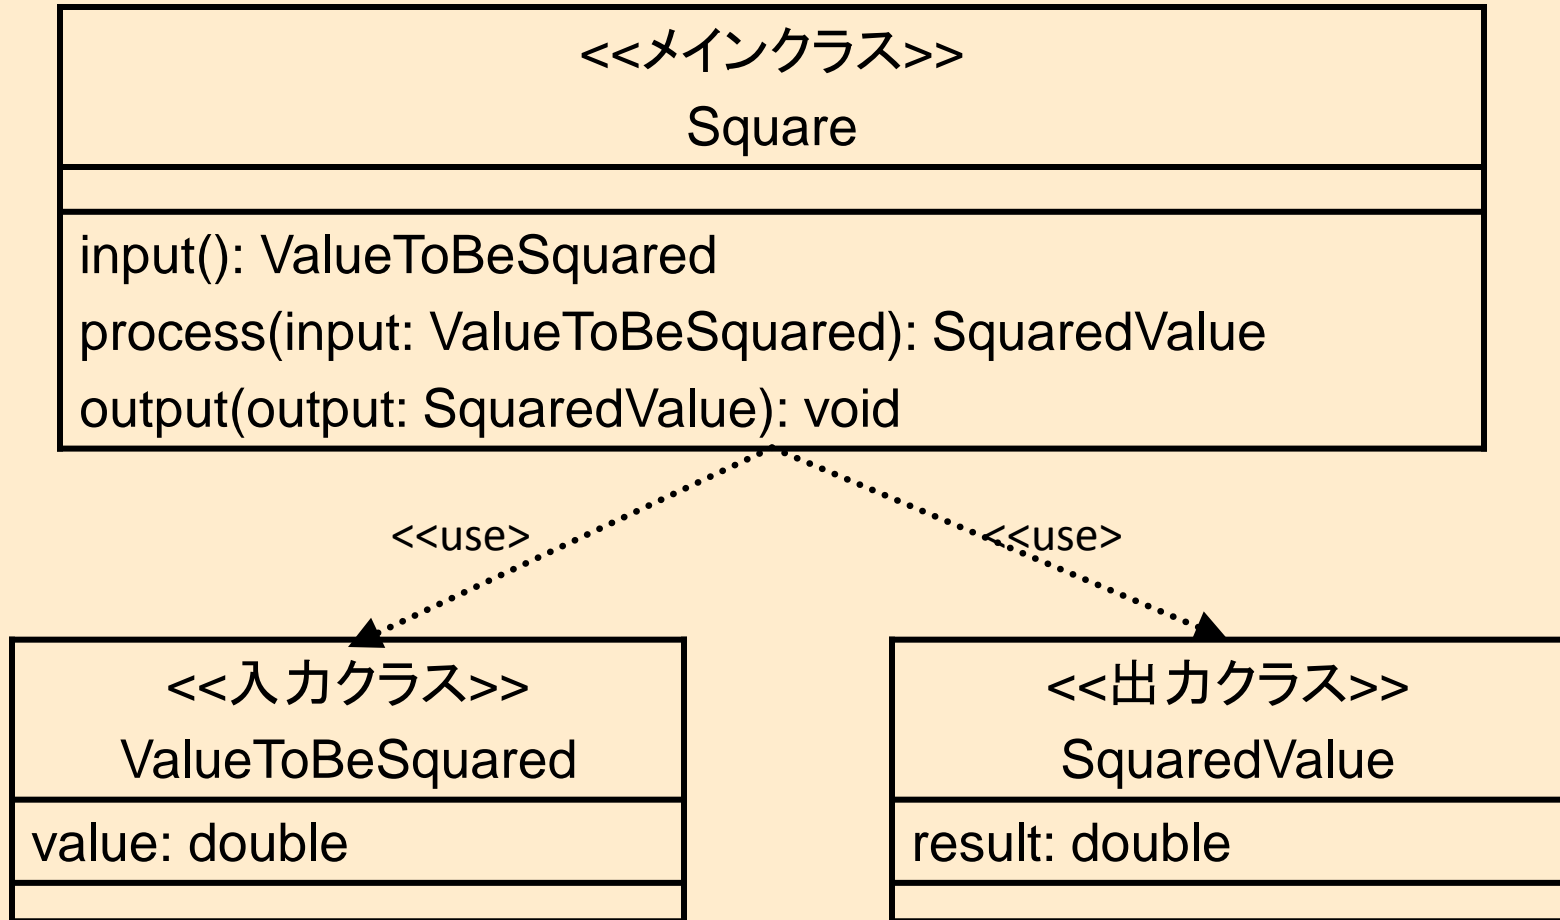 <<メインクラス>>
Square
input(): ValueToBeSquared
process(input: ValueToBeSquared): SquaredValue
output(output: SquaredValue): void
<<use>
<<use>
<<入力クラス>>
ValueToBeSquared
value: double
<<出力クラス>>
SquaredValue
result: double